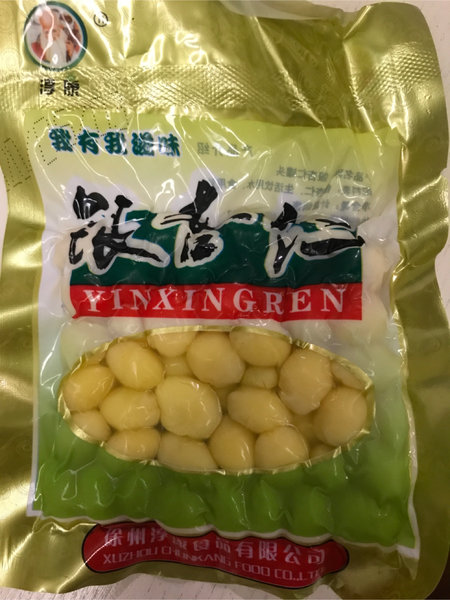 ®
淳康
我有我滋味
银杏仁
YINXINGREN
徐州淳康食品有限公司
XUZHOU CHUNKANG FOOD CO.,LTD